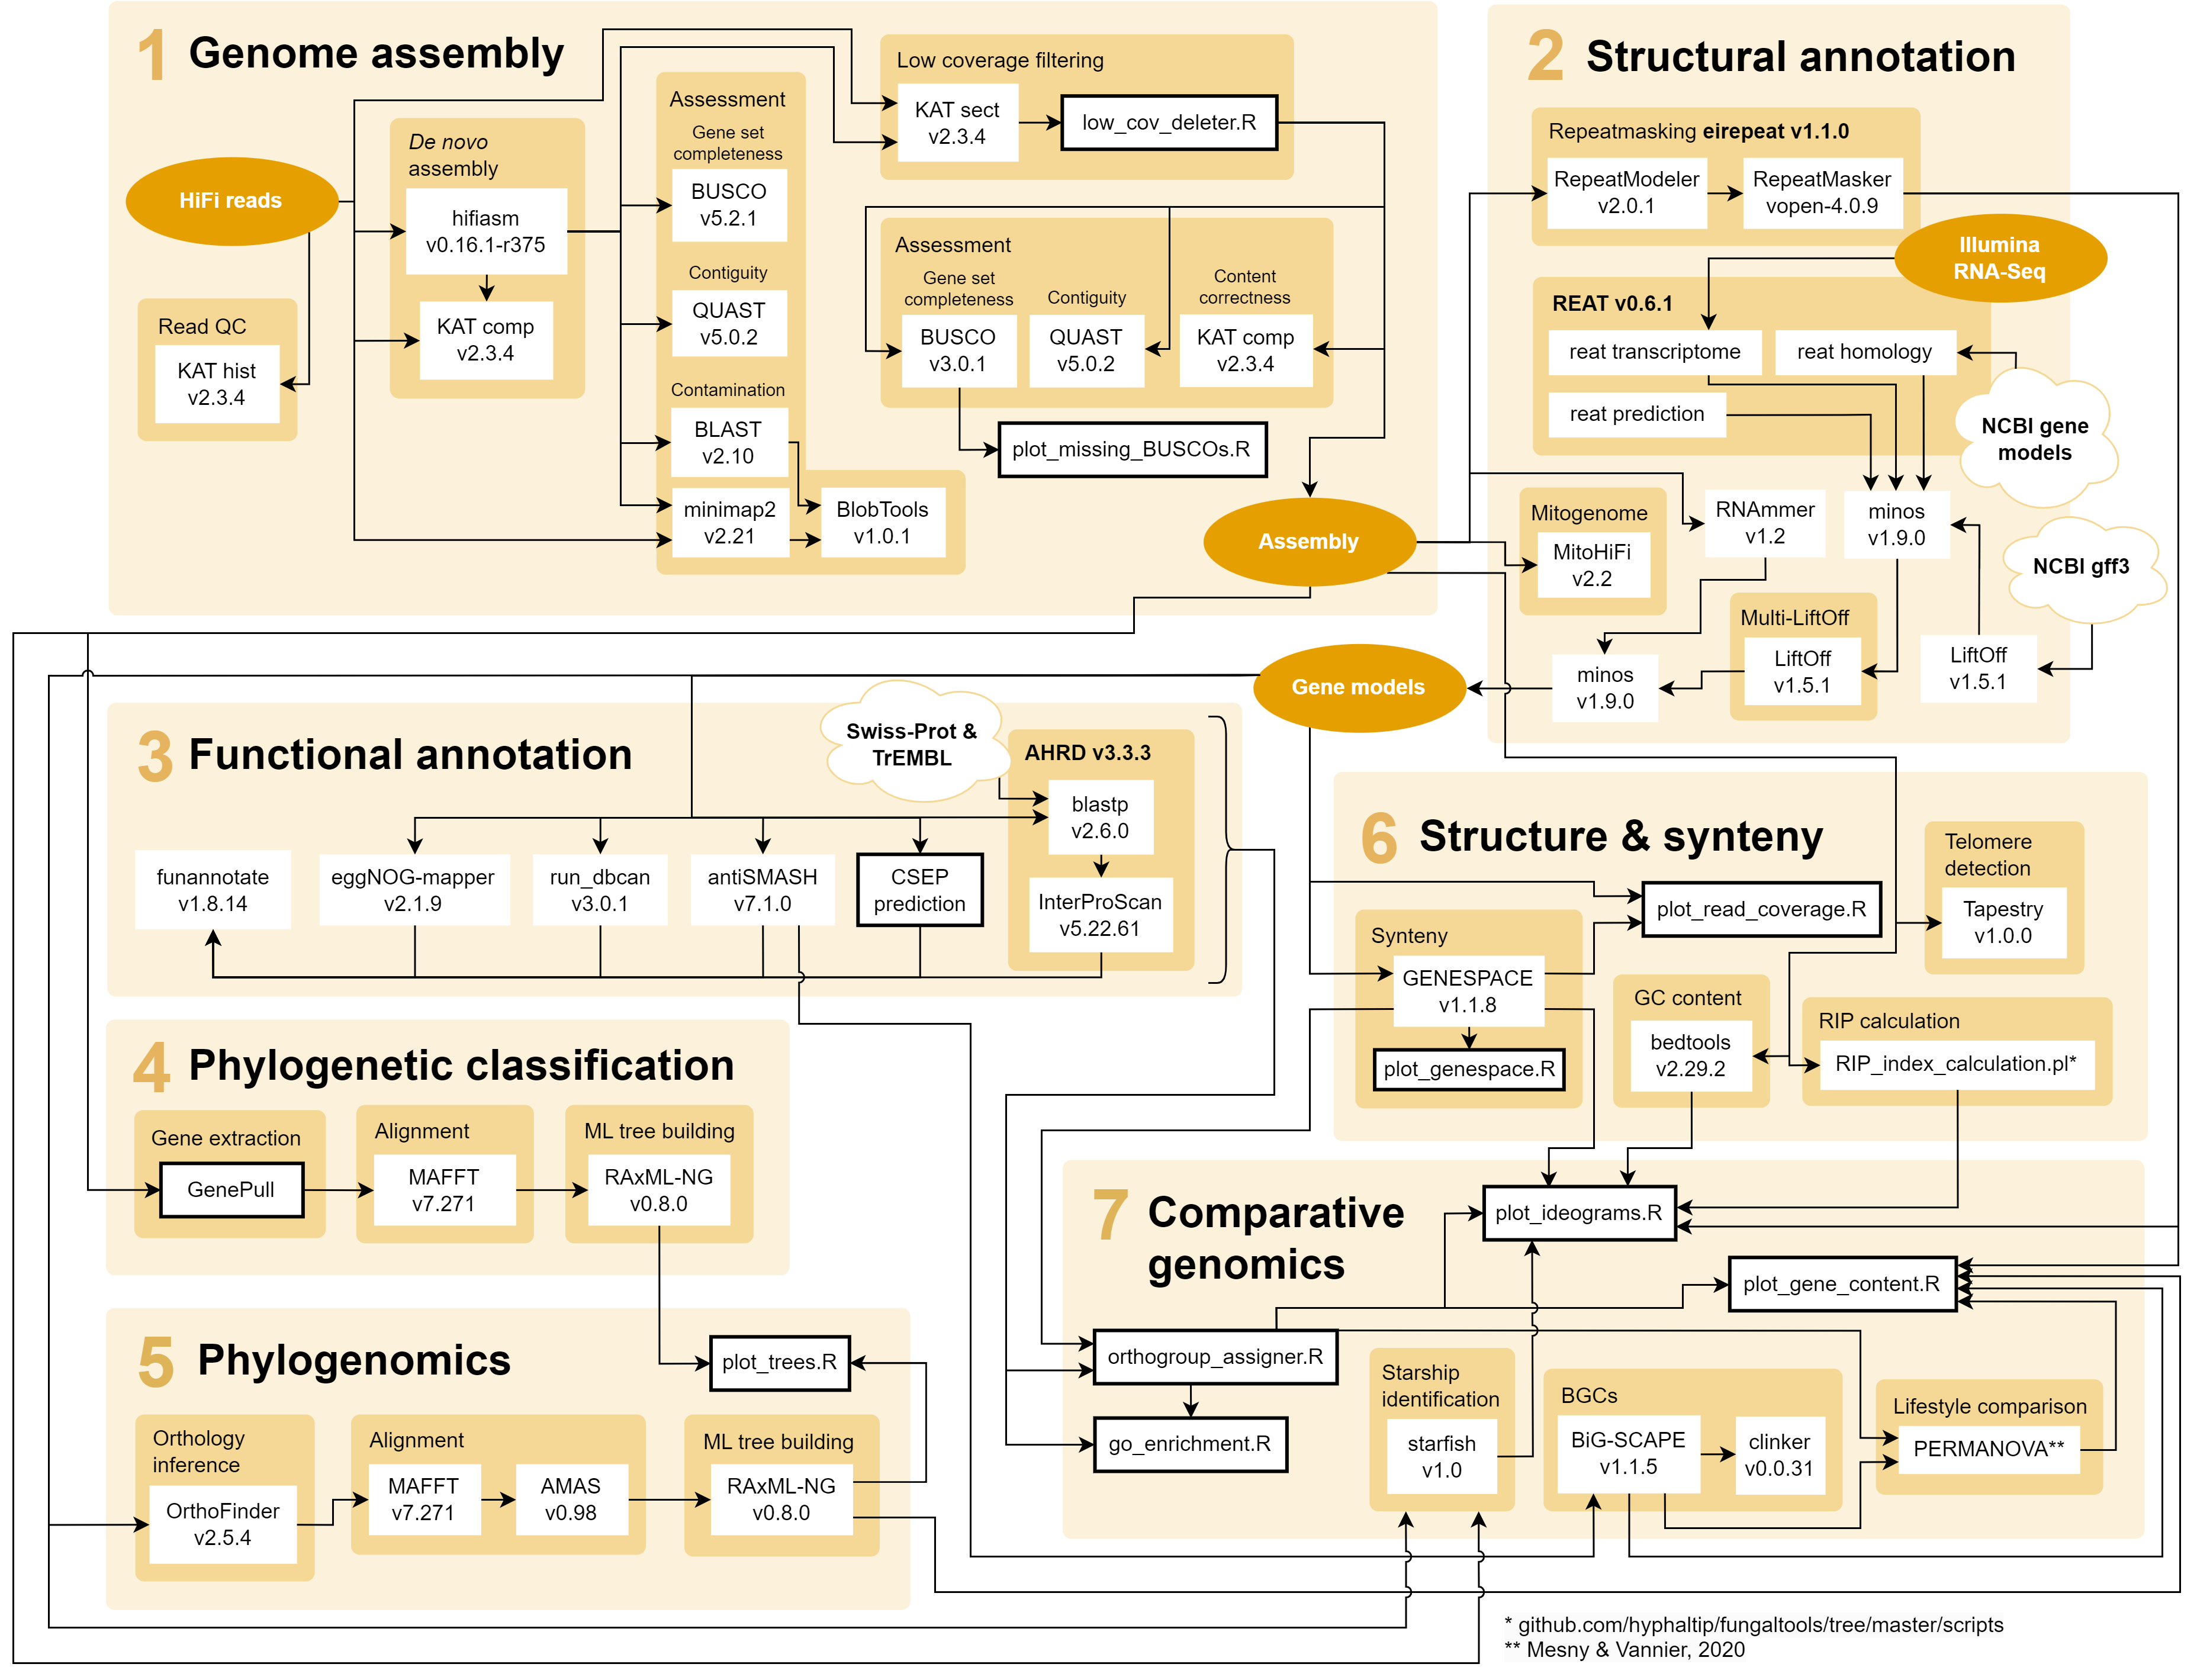 1 Genome assembly
HiFi reads
Read QC
KAT hist
v2.3.4
De novo
assembly
hifiasm
v0.16.1-r375
KAT comp
v2.3.4
Assessment
Gene set
completeness
BUSCO
v5.2.1
Contiguity
QUAST
v5.0.2
Contamination
BLAST
v2.10
minimap2
v2.21
BlobTools
v1.0.1
Low coverage filtering
KAT sect
v2.3.4
low_cov_deleter.R
Assessment
Gene set
completeness
BUSCO
v3.0.1
Contiguity
QUAST
v5.0.2
Content
correctness
KAT comp
v2.3.4
plot_missing_BUSCOs.R
Assembly
2 Structural annotation
Repeatmasking eirepeat v1.1.0
RepeatModeler
v2.0.1
RepeatMasker
vopen-4.0.9
Illumina
RNA-Seq
REAT v0.6.1
reat transcriptome
reat homology
reat prediction
NCBI gene
models
Mitogenome
MitoHiFi
v2.2
RNAmmer
v1.2
minos
v1.9.0
NCBI gff3
Multi-LiftOff
LiftOff
v1.5.1
LiftOff
v1.5.1
minos
v1.9.0
Gene models
3 Functional annotation
Swiss-Prot &
TrEMBL
AHRD v3.3.3
blastp
v2.6.0
InterProScan
v5.22.61
funannotate
v1.8.14
eggNOG-mapper
v2.1.9
run_dbcan
v3.0.1
antiSMASH
v7.1.0
CSEP
prediction
4 Phylogenetic classification
Gene extraction
GenePull
Alignment
MAFFT
v7.271
ML tree building
RAxML-NG
v0.8.0
5 Phylogenomics
plot_trees.R
Orthology
inference
OrthoFinder
v2.5.4
Alignment
MAFFT
v7.271
AMAS
v0.98
ML tree building
RAxML-NG
v0.8.0
6 Structure & synteny
Telomere
detection
Tapestry
v1.0.0
plot_read_coverage.R
Synteny
GENESPACE
v1.1.8
plot_genespace.R
GC content
bedtools
v2.29.2
RIP calculation
RIP_index_calculation.pl*
7 Comparative
genomics
plot_ideograms.R
plot_gene_content.R
orthogroup_assigner.R
go_enrichment.R
Starship
identification
starfish
v1.0
BGCs
BiG-SCAPE
v1.1.5
clinker
v0.0.31
Lifestyle comparison
PERMANOVA**
* github.com/hyphaltip/fungaltools/tree/master/scripts
** Mesny & Vannier, 2020